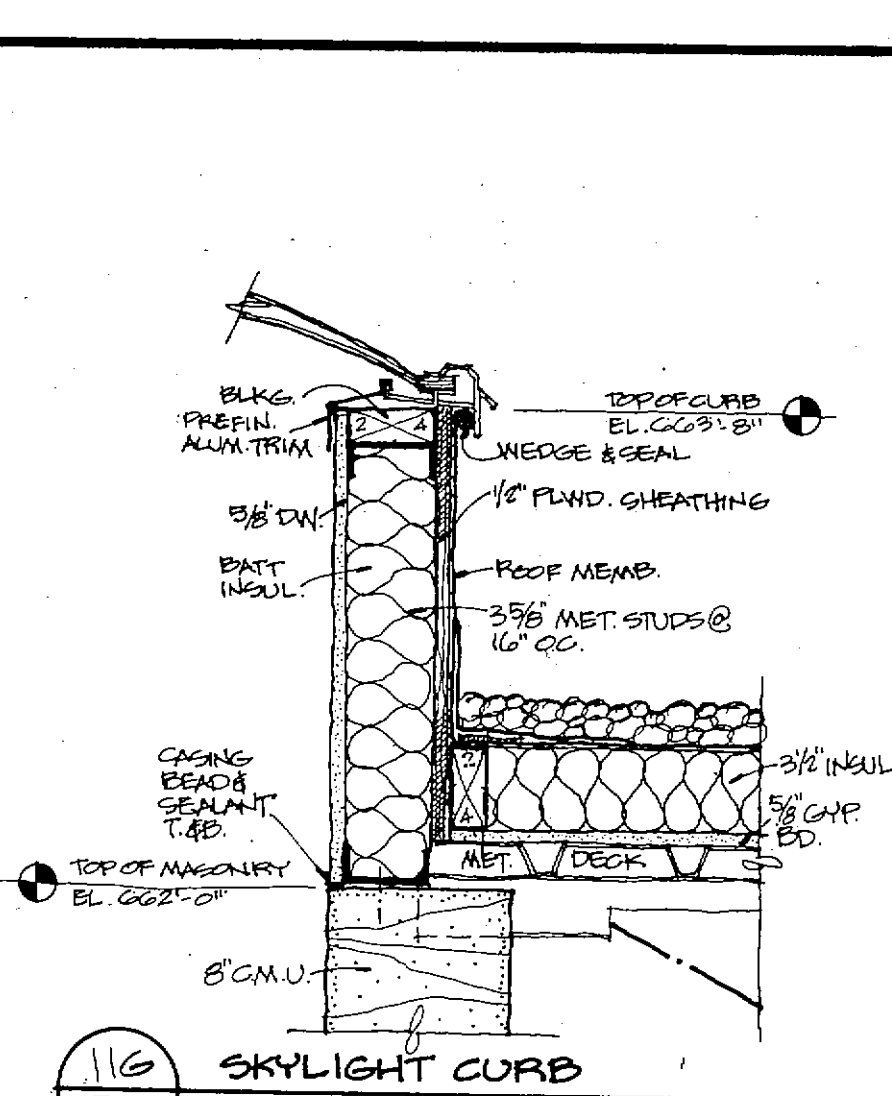 BLKG.
PREFIN.
ALUM. TRIM
2 4
TOP OF CURB
EL. 663'-8"
WEDGE & SEAL
5/8" DW.
1/2" PLWD. SHEATHING
BATT
INSUL.
ROOF MEMB.
3 5/8" MET. STUDS @
16" O.C.
CASING
BEAD &
SEALANT
T.&B.
2
4
3 1/2" INSUL
5/8" GYP.
BD.
MET. DECK
TOP OF MASONRY
EL. 662'-0"
8" C.M.U.
116 SKYLIGHT CURB